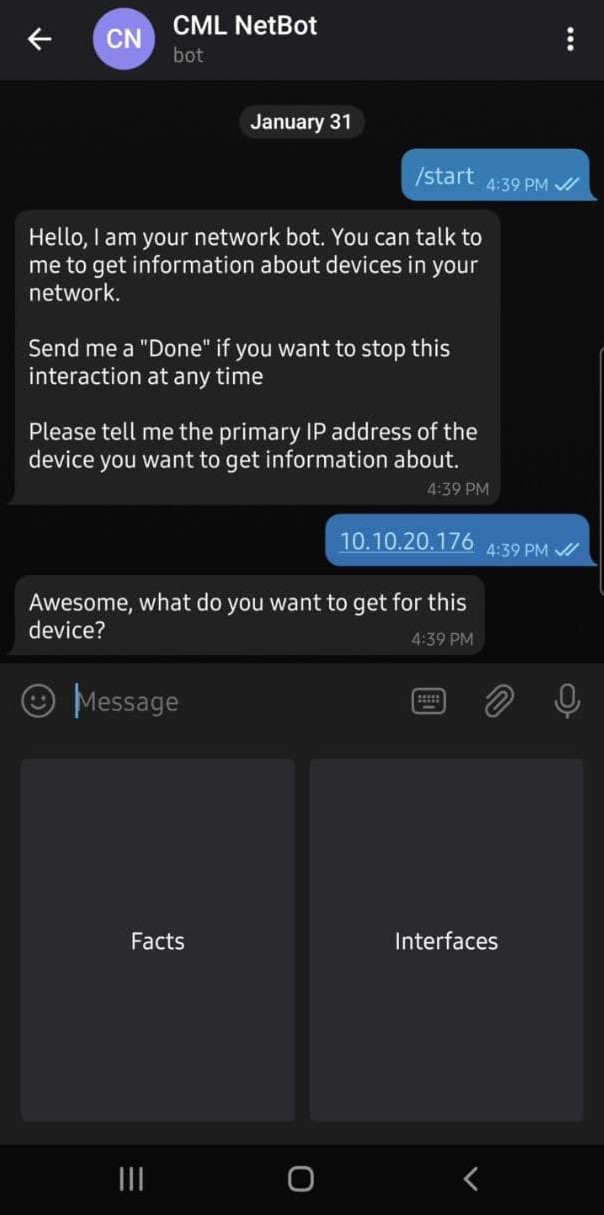 CN
CML NetBot
bot
January 31
/start 4:39 PM
Hello, I am your network bot. You can talk to
me to get information about devices in your
network.
Send me a "Done" if you want to stop this
interaction at any time
Please tell me the primary IP address of the
device you want to get information about.
4:39 PM
10.10.20.176 4:39 PM
Awesome, what do you want to get for this
device?
4:39 PM
Message
Facts
Interfaces